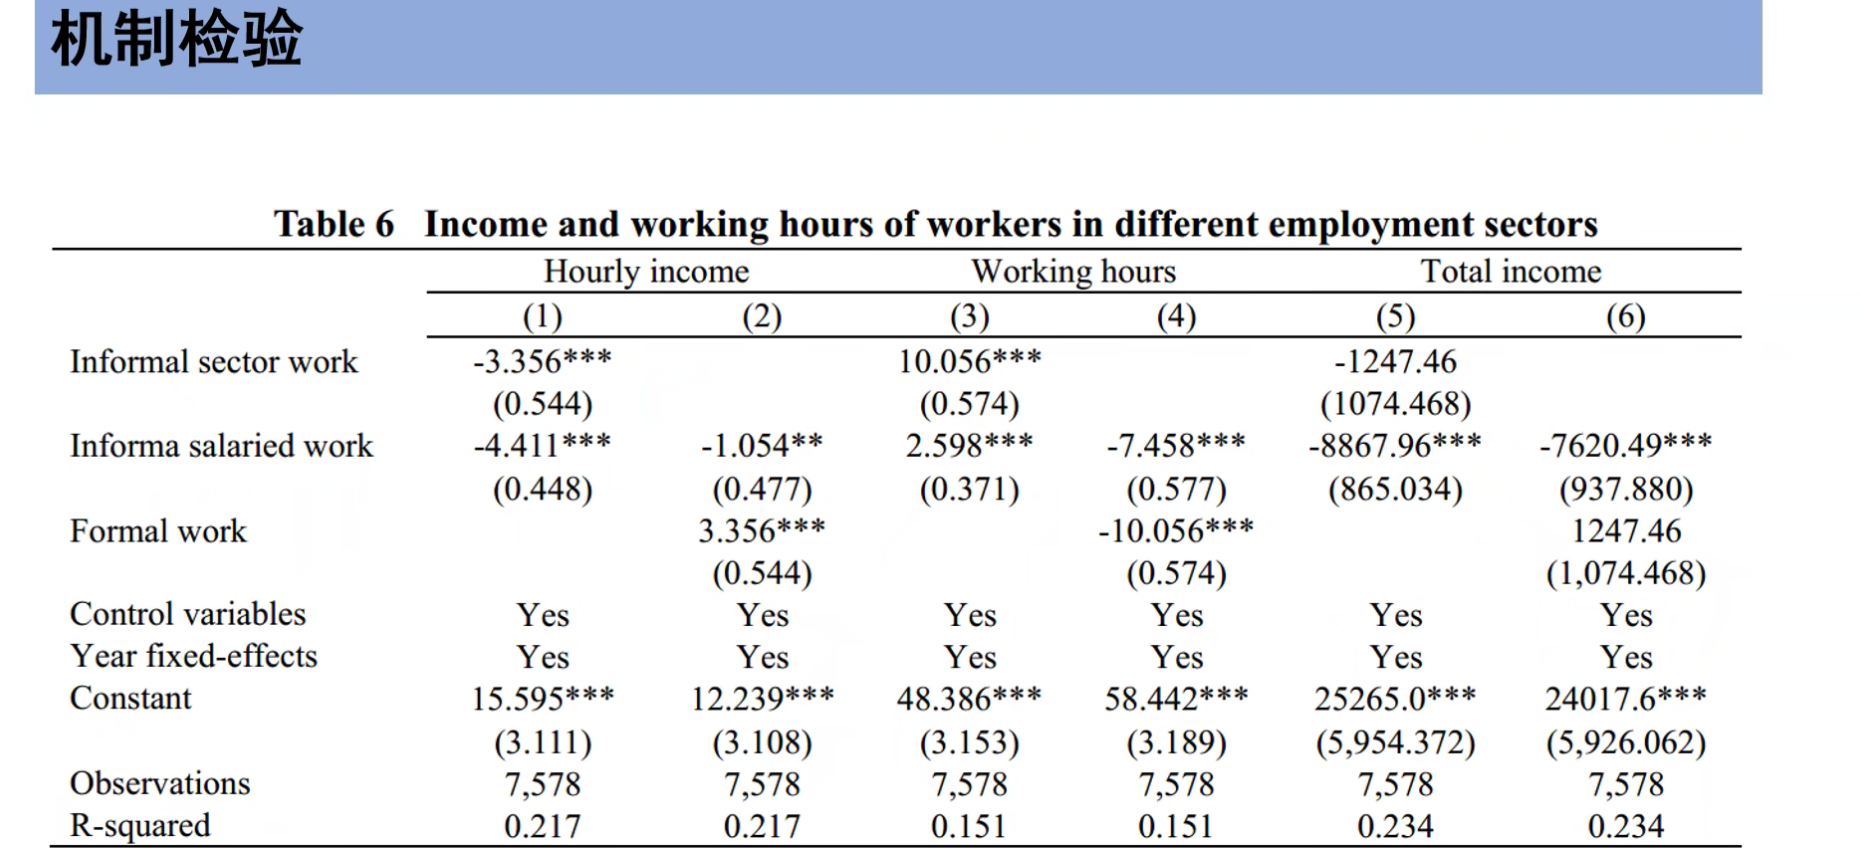 机制检验
Table 6 Income and working hours of workers in different employment sectors
Hourly income Working hours Total income
(1) (2) (3) (4) (5) (6)
Informal sector work -3.356*** 10.056*** -1247.46
(0.544) (0.574) (1074.468)
Informa salaried work -4.411*** -1.054** 2.598*** -7.458*** -8867.96*** -7620.49***
(0.448) (0.477) (0.371) (0.577) (865.034) (937.880)
Formal work 3.356*** -10.056*** 1247.46
(0.544) (0.574) (1,074.468)
Control variables Yes Yes Yes Yes Yes Yes
Year fixed-effects Yes Yes Yes Yes Yes Yes
Constant 15.595*** 12.239*** 48.386*** 58.442*** 25265.0*** 24017.6***
(3.111) (3.108) (3.153) (3.189) (5,954.372) (5,926.062)
Observations 7,578 7,578 7,578 7,578 7,578 7,578
R-squared 0.217 0.217 0.151 0.151 0.234 0.234